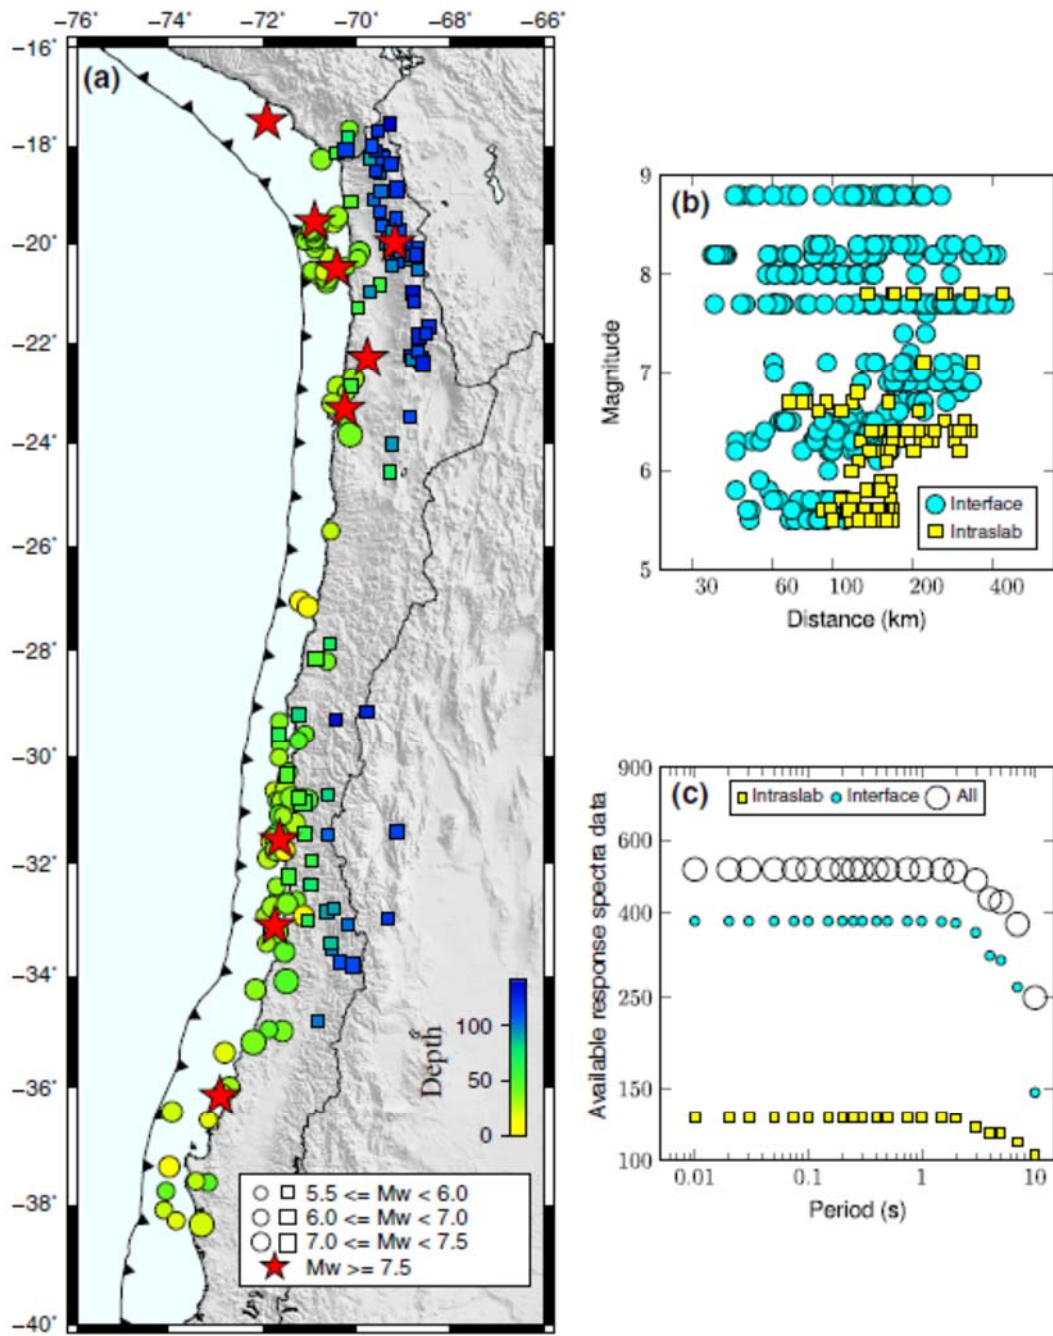 −76° −72° −70° −68° −66°
−16°
(a)
−18°
−20°
−22°
−24°
−26°
−28°
−30°
−32°
−34°
−36°
−38°
−40°
Depth
100
50
0
5.5 <= Mw < 6.0
6.0 <= Mw < 7.0
7.0 <= Mw < 7.5
Mw >= 7.5
(b)
9
8
7
6
5
Magnitude
Interface
Intraslab
30 60 100 200 400
Distance (km)
(c)
Intraslab Interface All
900
600
400
250
150
100
Available response spectra data
0.01 0.1 1 10
Period (s)